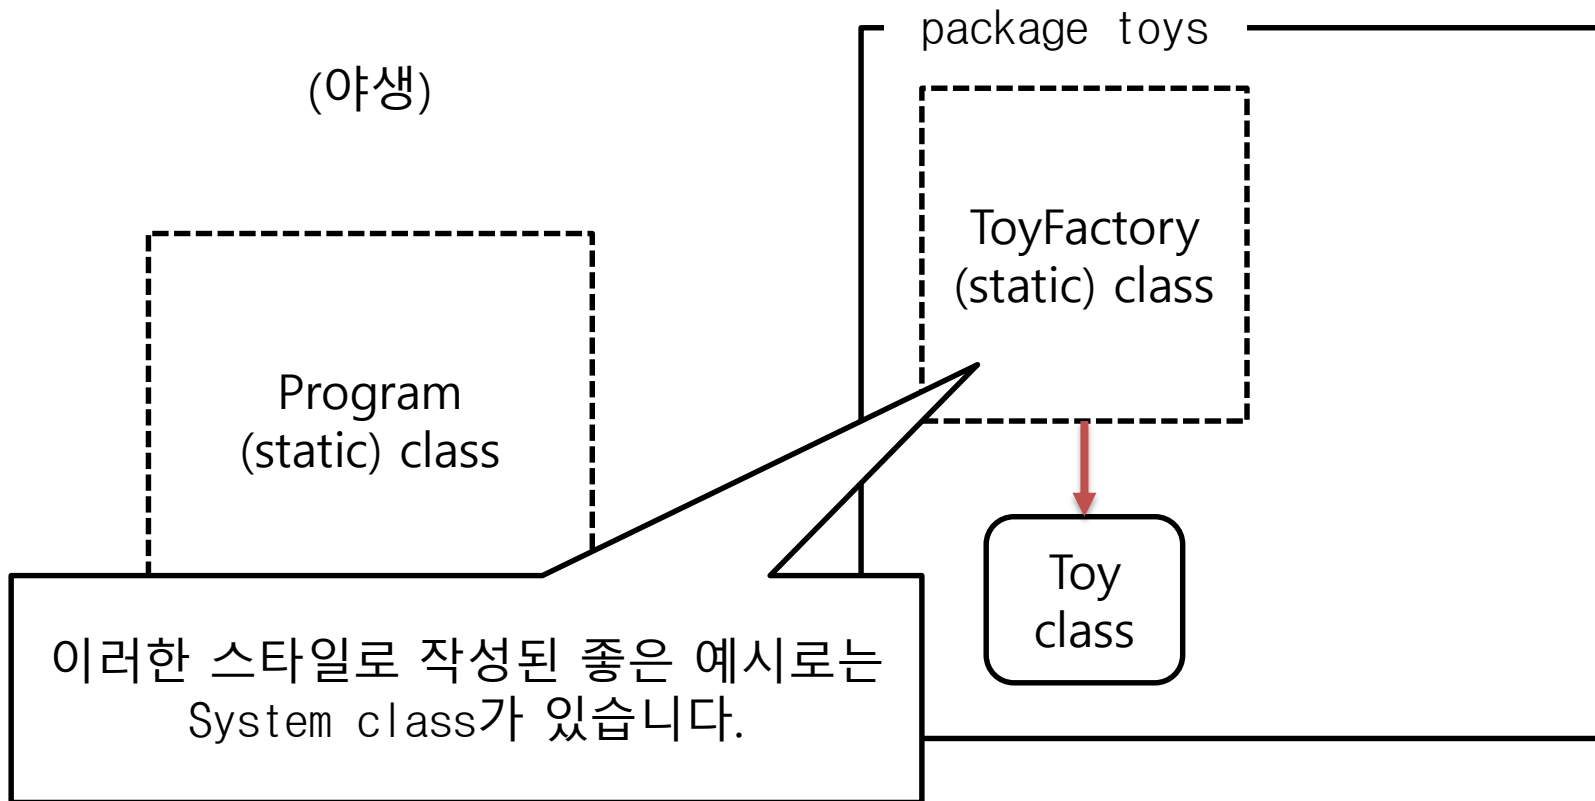 package toys
(야생)
ToyFactory
(static) class
Program
(static) class
Toy
class
이러한 스타일로 작성된 좋은 예시로는
System class가 있습니다.